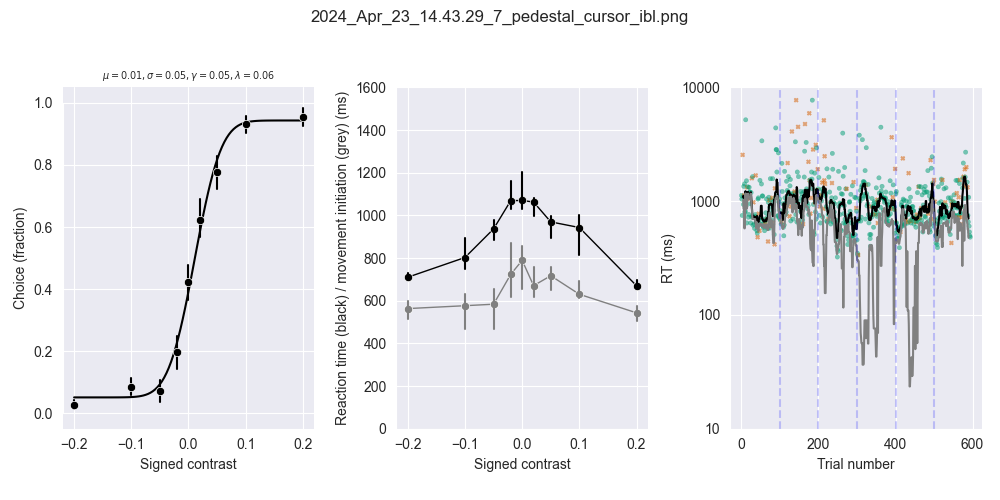 2024_Apr_23_14.43.29_7_pedestal_cursor_ibl.png
μ = 0.01, σ = 0.05, γ = 0.05, λ = 0.06
Choice (fraction)
1.0
0.8
0.6
0.4
0.2
0.0
−0.2 −0.1 0.0 0.1 0.2
Signed contrast
Reaction time (black) / movement initiation (grey) (ms)
1600
1400
1200
1000
800
600
400
200
0
−0.2 −0.1 0.0 0.1 0.2
Signed contrast
RT (ms)
10000
1000
100
10
0 200 400 600
Trial number